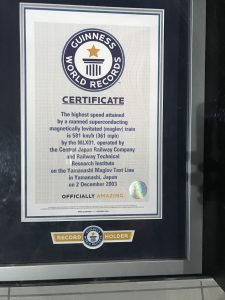 GUINNESS
WORLD RECORDS
CERTIFICATE
The highest speed attained
by a manned superconducting
magnetically levitated (maglev) train
is 581 km/h (361 mph)
by the MLX01, operated by
the Central Japan Railway Company
and Railway Technical
Research Institute
on the Yamanashi Maglev Test Line
in Yamanashi, Japan
on 2 December 2003
OFFICIALLY AMAZING
RECORD HOLDER